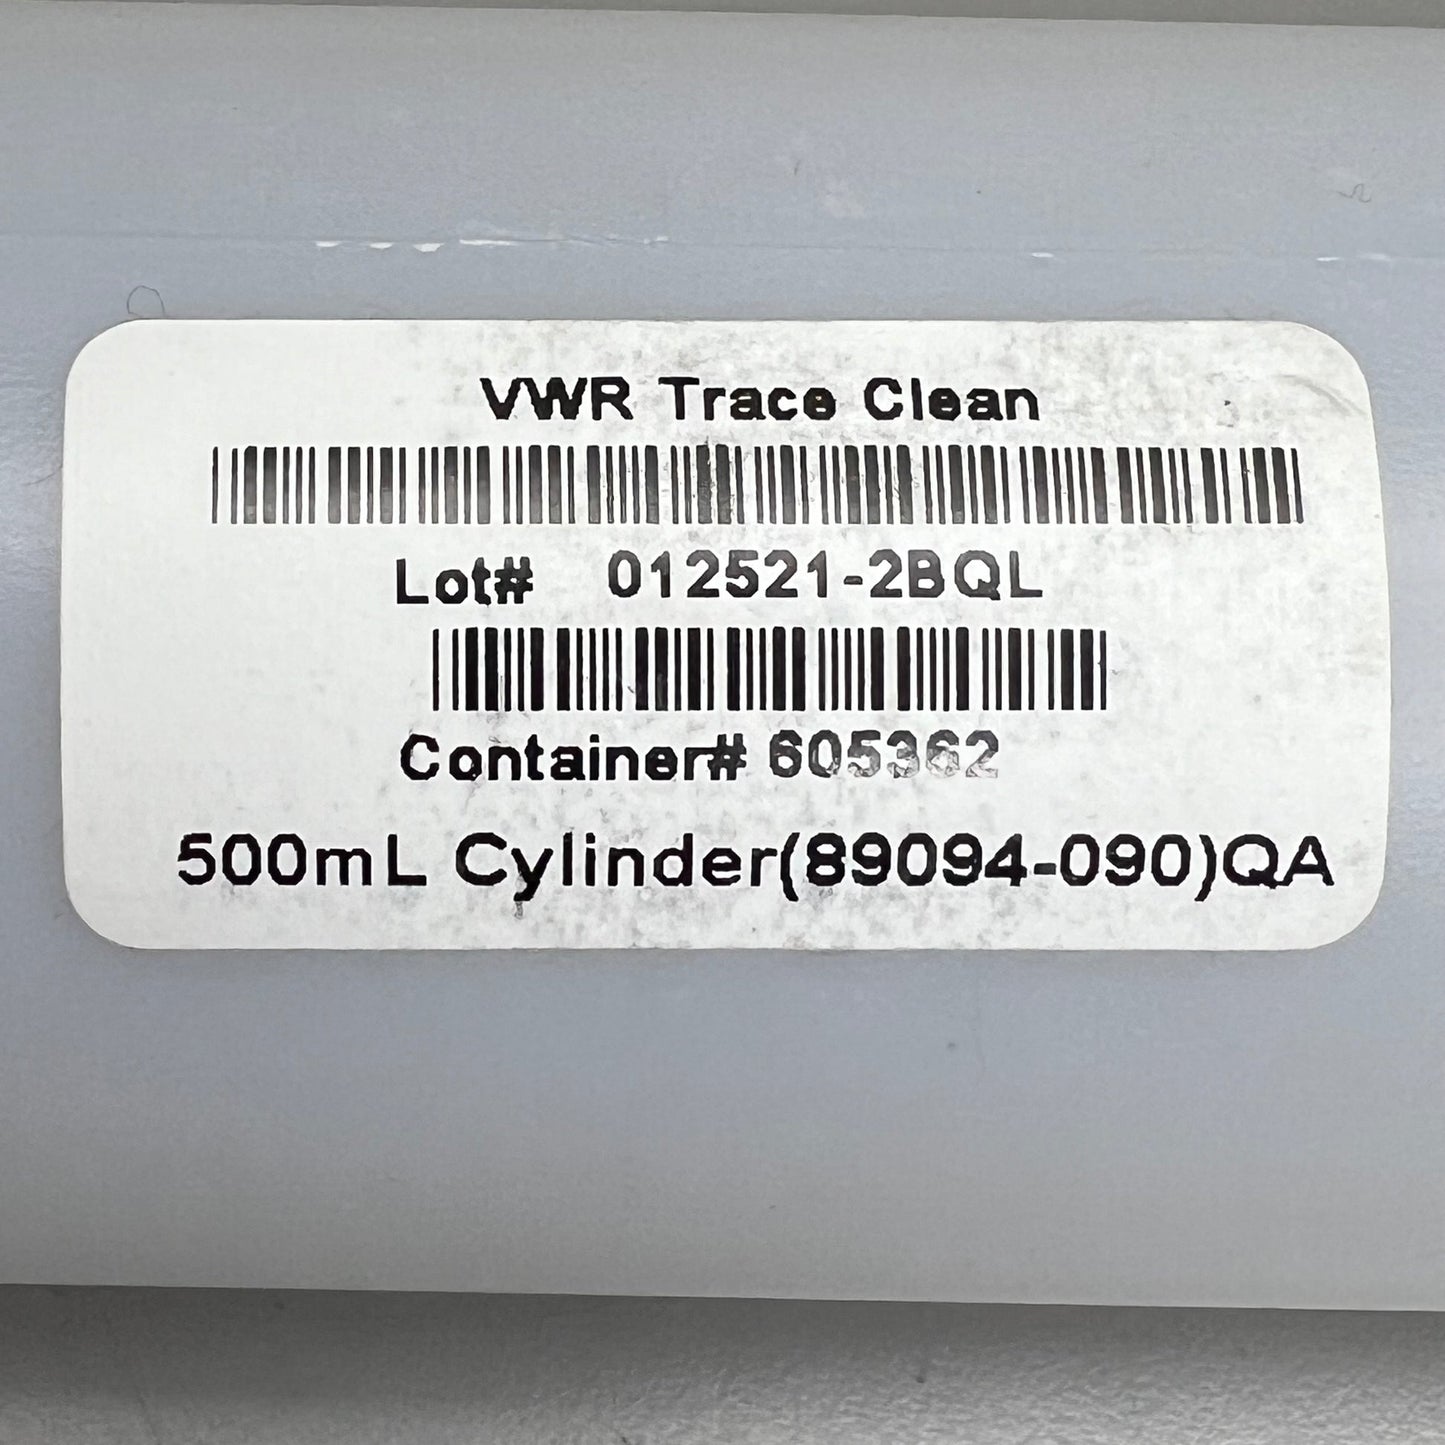 VWR Trace Clean
Lot# 012521-2BQL
Container# 605362
500mL Cylinder(89094-090)QA